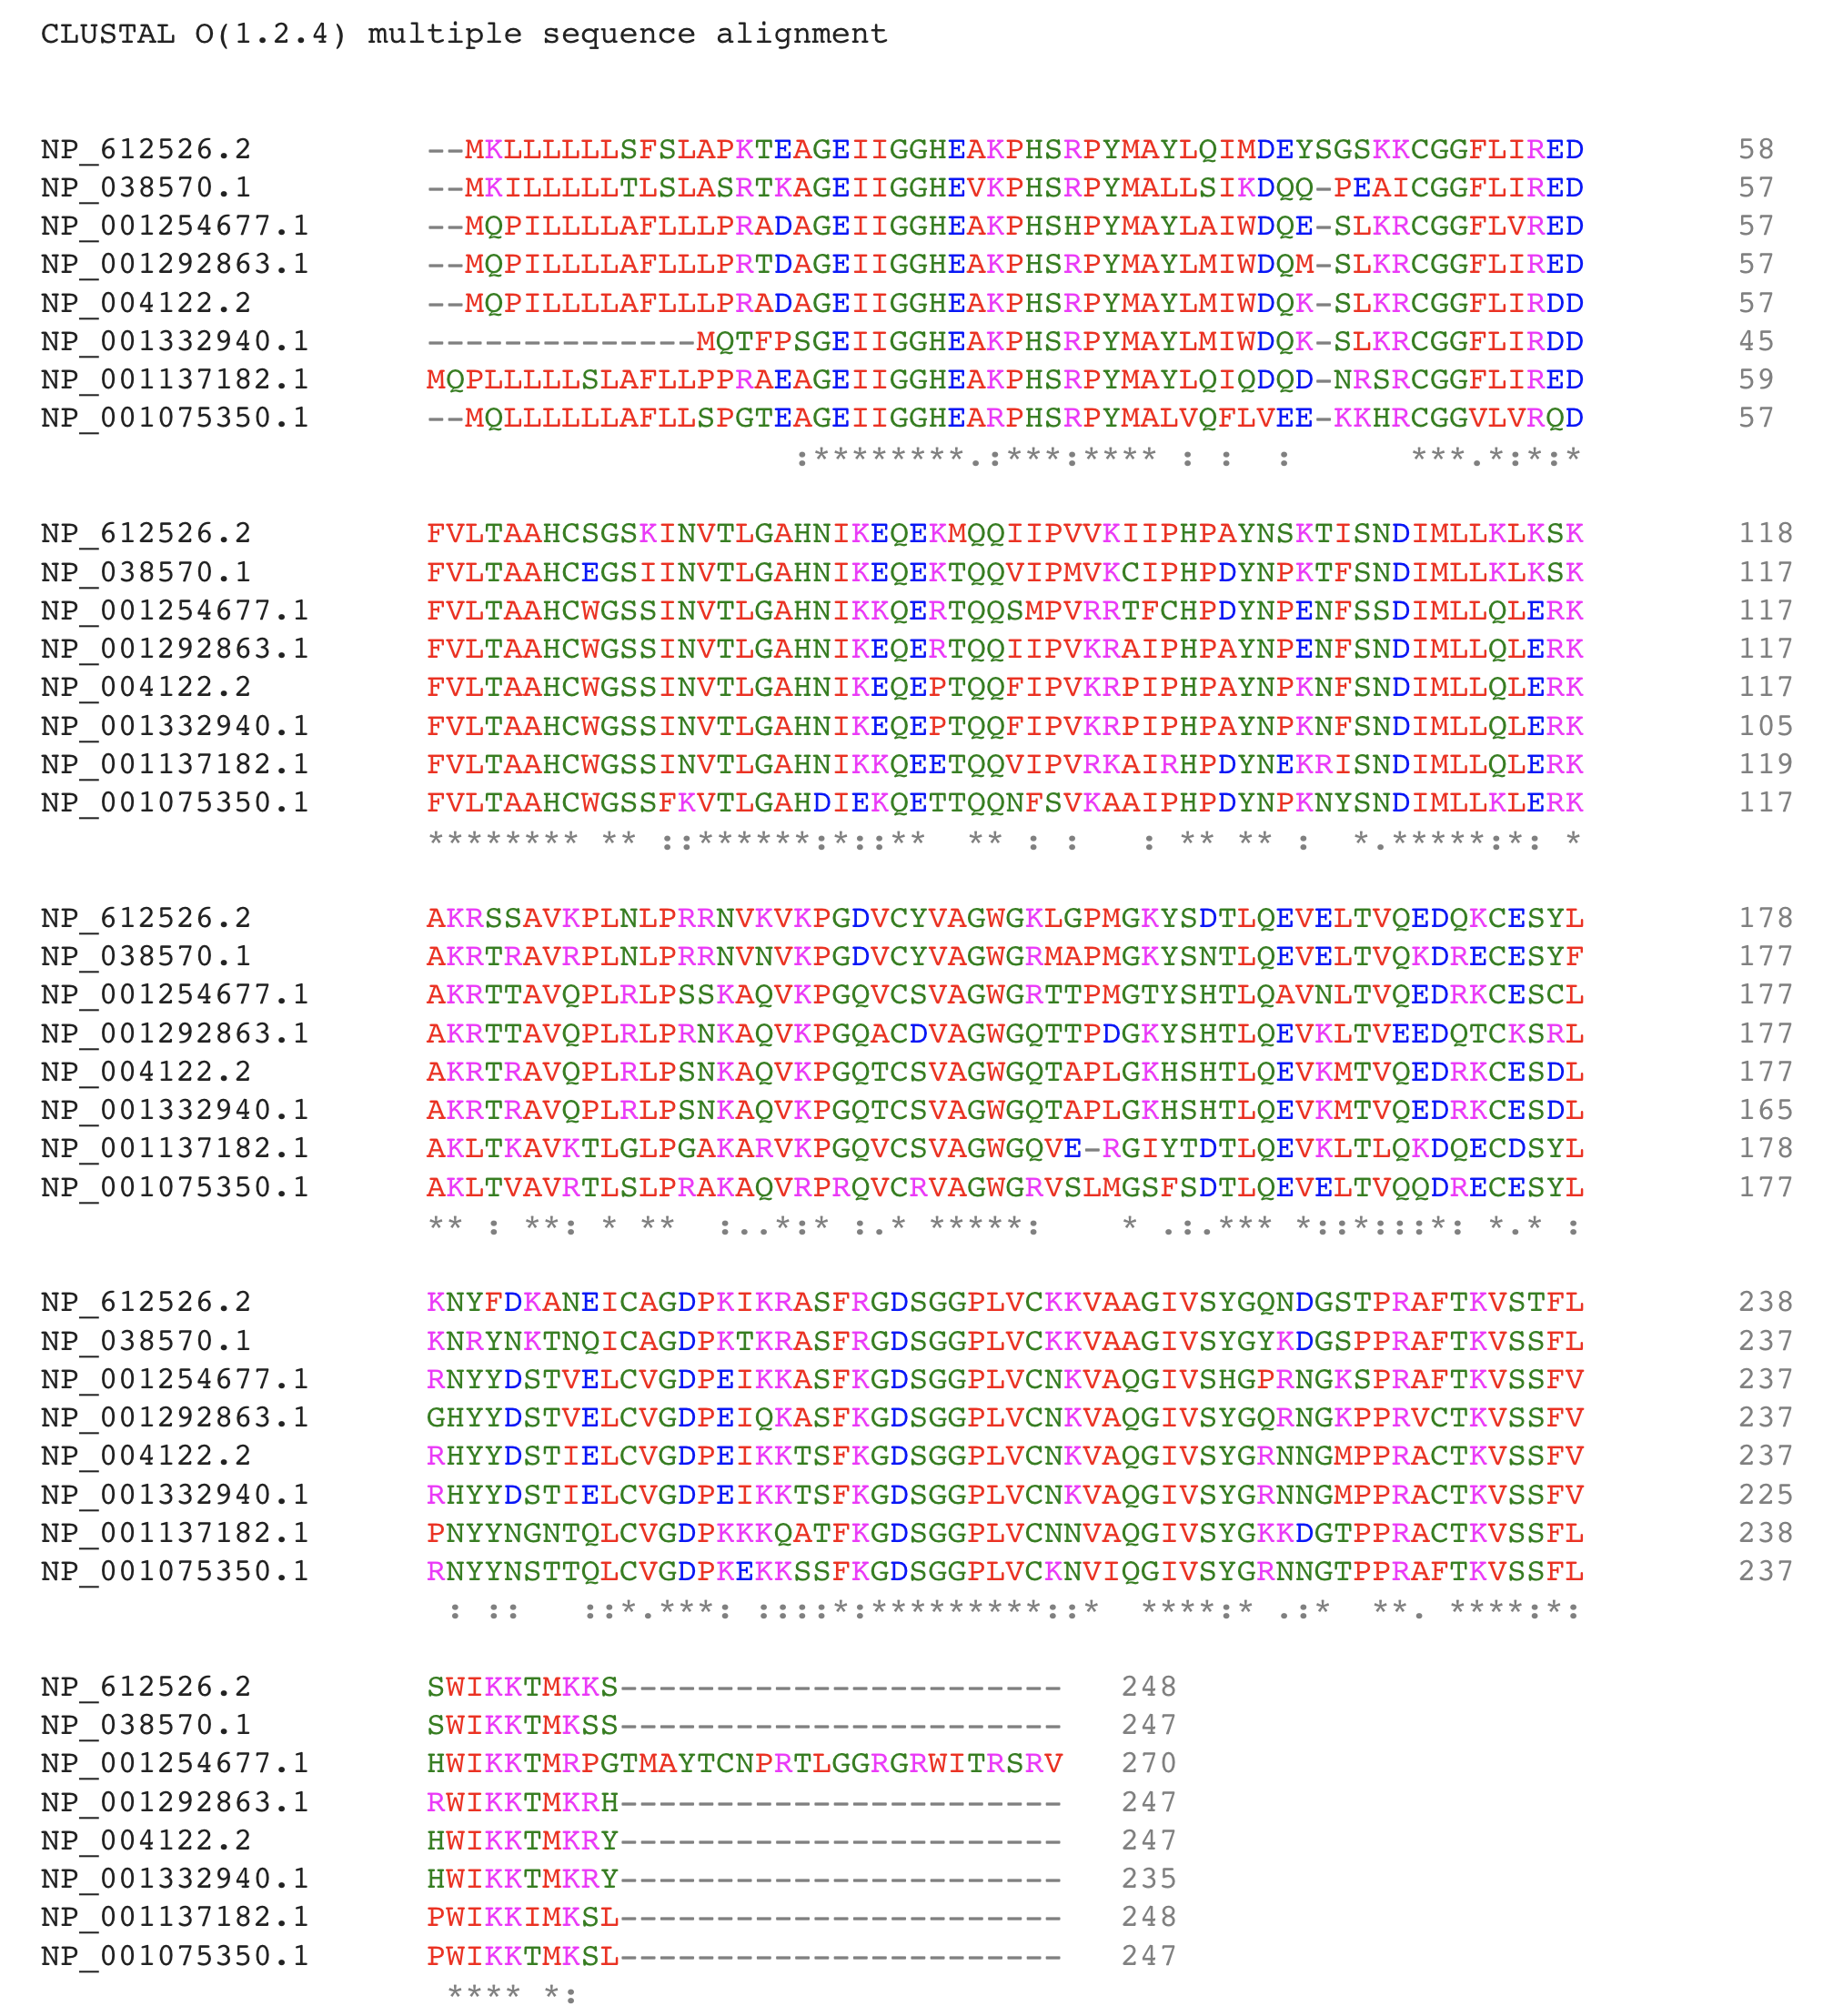 CLUSTAL O(1.2.4) multiple sequence alignment
NP_612526.2 --MKLLLLLLSFSLAPKTEAGEIIGGHEAKPHSRPYMAYLQIMDEYSGSKKCGGFLIRED 58
NP_038570.1 --MKILLLLLTLSLASRTKAGEIIGGHEVKPHSRPYMALLSIKDQQ-PEAICGGFLIRED 57
NP_001254677.1 --MQPILLLLAFLLLPRADAGEIIGGHEAKPHSHPYMAYLAIWDQE-SLKRCGGFLVRED 57
NP_001292863.1 --MQPILLLLAFLLLPRTDAGEIIGGHEAKPHSRPYMAYLMIWDQM-SLKRCGGFLIRED 57
NP_004122.2 --MQPILLLLAFLLLPRADAGEIIGGHEAKPHSRPYMAYLMIWDQK-SLKRCGGFLIRDD 57
NP_001332940.1 --------------MQTFPSGEIIGGHEAKPHSRPYMAYLMIWDQK-SLKRCGGFLIRDD 45
NP_001137182.1 MQPLLLLLSLAFLLPPRAEAGEIIGGHEAKPHSRPYMAYLQIQDQD-NRSRCGGFLIRED 59
NP_001075350.1 --MQLLLLLLAFLLSPGTEAGEIIGGHEARPHSRPYMALVQFLVEE-KKHRCGGVLVRQD 57
:********.:***:**** : :  :      ***.*:*:*
NP_612526.2 FVLTAAHCSGSKINVTLGAHNIKEQEKMQQIIPVVKIIPHPAYNSKTISNDIMLLKLKSK 118
NP_038570.1 FVLTAAHCEGSIINVTLGAHNIKEQEKTQQVIPMVKCIPHPDYNPKTFSNDIMLLKLKSK 117
NP_001254677.1 FVLTAAHCWGSSINVTLGAHNIKKQERTQQSMPVRRTFCHPDYNPENFSSDIMLLQLERK 117
NP_001292863.1 FVLTAAHCWGSSINVTLGAHNIKEQERTQQIIPVKRAIPHPAYNPENFSNDIMLLQLERK 117
NP_004122.2 FVLTAAHCWGSSINVTLGAHNIKEQEPTQQFIPVKRPIPHPAYNPKNFSNDIMLLQLERK 117
NP_001332940.1 FVLTAAHCWGSSINVTLGAHNIKEQEPTQQFIPVKRPIPHPAYNPKNFSNDIMLLQLERK 105
NP_001137182.1 FVLTAAHCWGSSINVTLGAHNIKKQEETQQVIPVRKAIRHPDYNEKRISNDIMLLQLERK 119
NP_001075350.1 FVLTAAHCWGSSFKVTLGAHDIEKQETTQQNFSVKAAIPHPDYNPKNYSNDIMLLKLERK 117
******** ** ::******:*::**  ** : :   : ** ** :  *.*****:*: *
NP_612526.2 AKRSSAVKPLNLPRRNVKVKPGDVCYVAGWGKLGPMGKYSDTLQEVELTVQEDQKCESYL 178
NP_038570.1 AKRTRAVRPLNLPRRNVNVKPGDVCYVAGWGRMAPMGKYSNTLQEVELTVQKDRECESYF 177
NP_001254677.1 AKRTTAVQPLRLPSSKAQVKPGQVCSVAGWGRTTPMGTYSHTLQAVNLTVQEDRKCESCL 177
NP_001292863.1 AKRTTAVQPLRLPRNKAQVKPGQACDVAGWGQTTPDGKYSHTLQEVKLTVEEDQTCKSRL 177
NP_004122.2 AKRTRAVQPLRLPSNKAQVKPGQTCSVAGWGQTAPLGKHSHTLQEVKMTVQEDRKCESDL 177
NP_001332940.1 AKRTRAVQPLRLPSNKAQVKPGQTCSVAGWGQTAPLGKHSHTLQEVKMTVQEDRKCESDL 165
NP_001137182.1 AKLTKAVKTLGLPGAKARVKPGQVCSVAGWGQVE-RGIYTDTLQEVKLTLQKDQECDSYL 178
NP_001075350.1 AKLTVAVRTLSLPRAKAQVRPRQVCRVAGWGRVSLMGSFSDTLQEVELTVQQDRECESYL 177
** : **: * **  :..*:* :.* *****:    * .:.*** *::*:::*: *.* :
NP_612526.2 KNYFDKANEICAGDPKIKRASFRGDSGGPLVCKKVAAGIVSYGQNDGSTPRAFTKVSTFL 238
NP_038570.1 KNRYNKTNQICAGDPKTKRASFRGDSGGPLVCKKVAAGIVSYGYKDGSPPRAFTKVSSFL 237
NP_001254677.1 RNYYDSTVELCVGDPEIKKASFKGDSGGPLVCNKVAQGIVSHGPRNGKSPRAFTKVSSFV 237
NP_001292863.1 GHYYDSTVELCVGDPEIQKASFKGDSGGPLVCNKVAQGIVSYGQRNGKPPRVCTKVSSFV 237
NP_004122.2 RHYYDSTIELCVGDPEIKKTSFKGDSGGPLVCNKVAQGIVSYGRNNGMPPRACTKVSSFV 237
NP_001332940.1 RHYYDSTIELCVGDPEIKKTSFKGDSGGPLVCNKVAQGIVSYGRNNGMPPRACTKVSSFV 225
NP_001137182.1 PNYYNGNTQLCVGDPKKKQATFKGDSGGPLVCNNVAQGIVSYGKKDGTPPRACTKVSSFL 238
NP_001075350.1 RNYYNSTTQLCVGDPKEKKSSFKGDSGGPLVCKNVIQGIVSYGRNNGTPPRAFTKVSSFL 237
: ::   ::*.***: ::::*:*********::*  ****:* .:*  **. ****:*:
NP_612526.2 SWIKKTMKKS----------------------- 248
NP_038570.1 SWIKKTMKSS----------------------- 247
NP_001254677.1 HWIKKTMRPGTMAYTCNPRTLGGRGRWITRSRV 270
NP_001292863.1 RWIKKTMKRH----------------------- 247
NP_004122.2 HWIKKTMKRY----------------------- 247
NP_001332940.1 HWIKKTMKRY----------------------- 235
NP_001137182.1 PWIKKIMKSL----------------------- 248
NP_001075350.1 PWIKKTMKSL----------------------- 247
**** *: